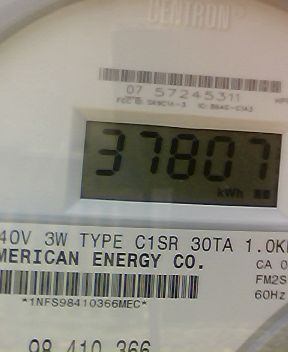 CENTRON
07 57245311
37807
kWh
40V 3W TYPE C1SR 30TA 1.0K
MERICAN ENERGY CO. CA 0
FM2S
*1NFS98410366MEC* 60Hz
98 410 366